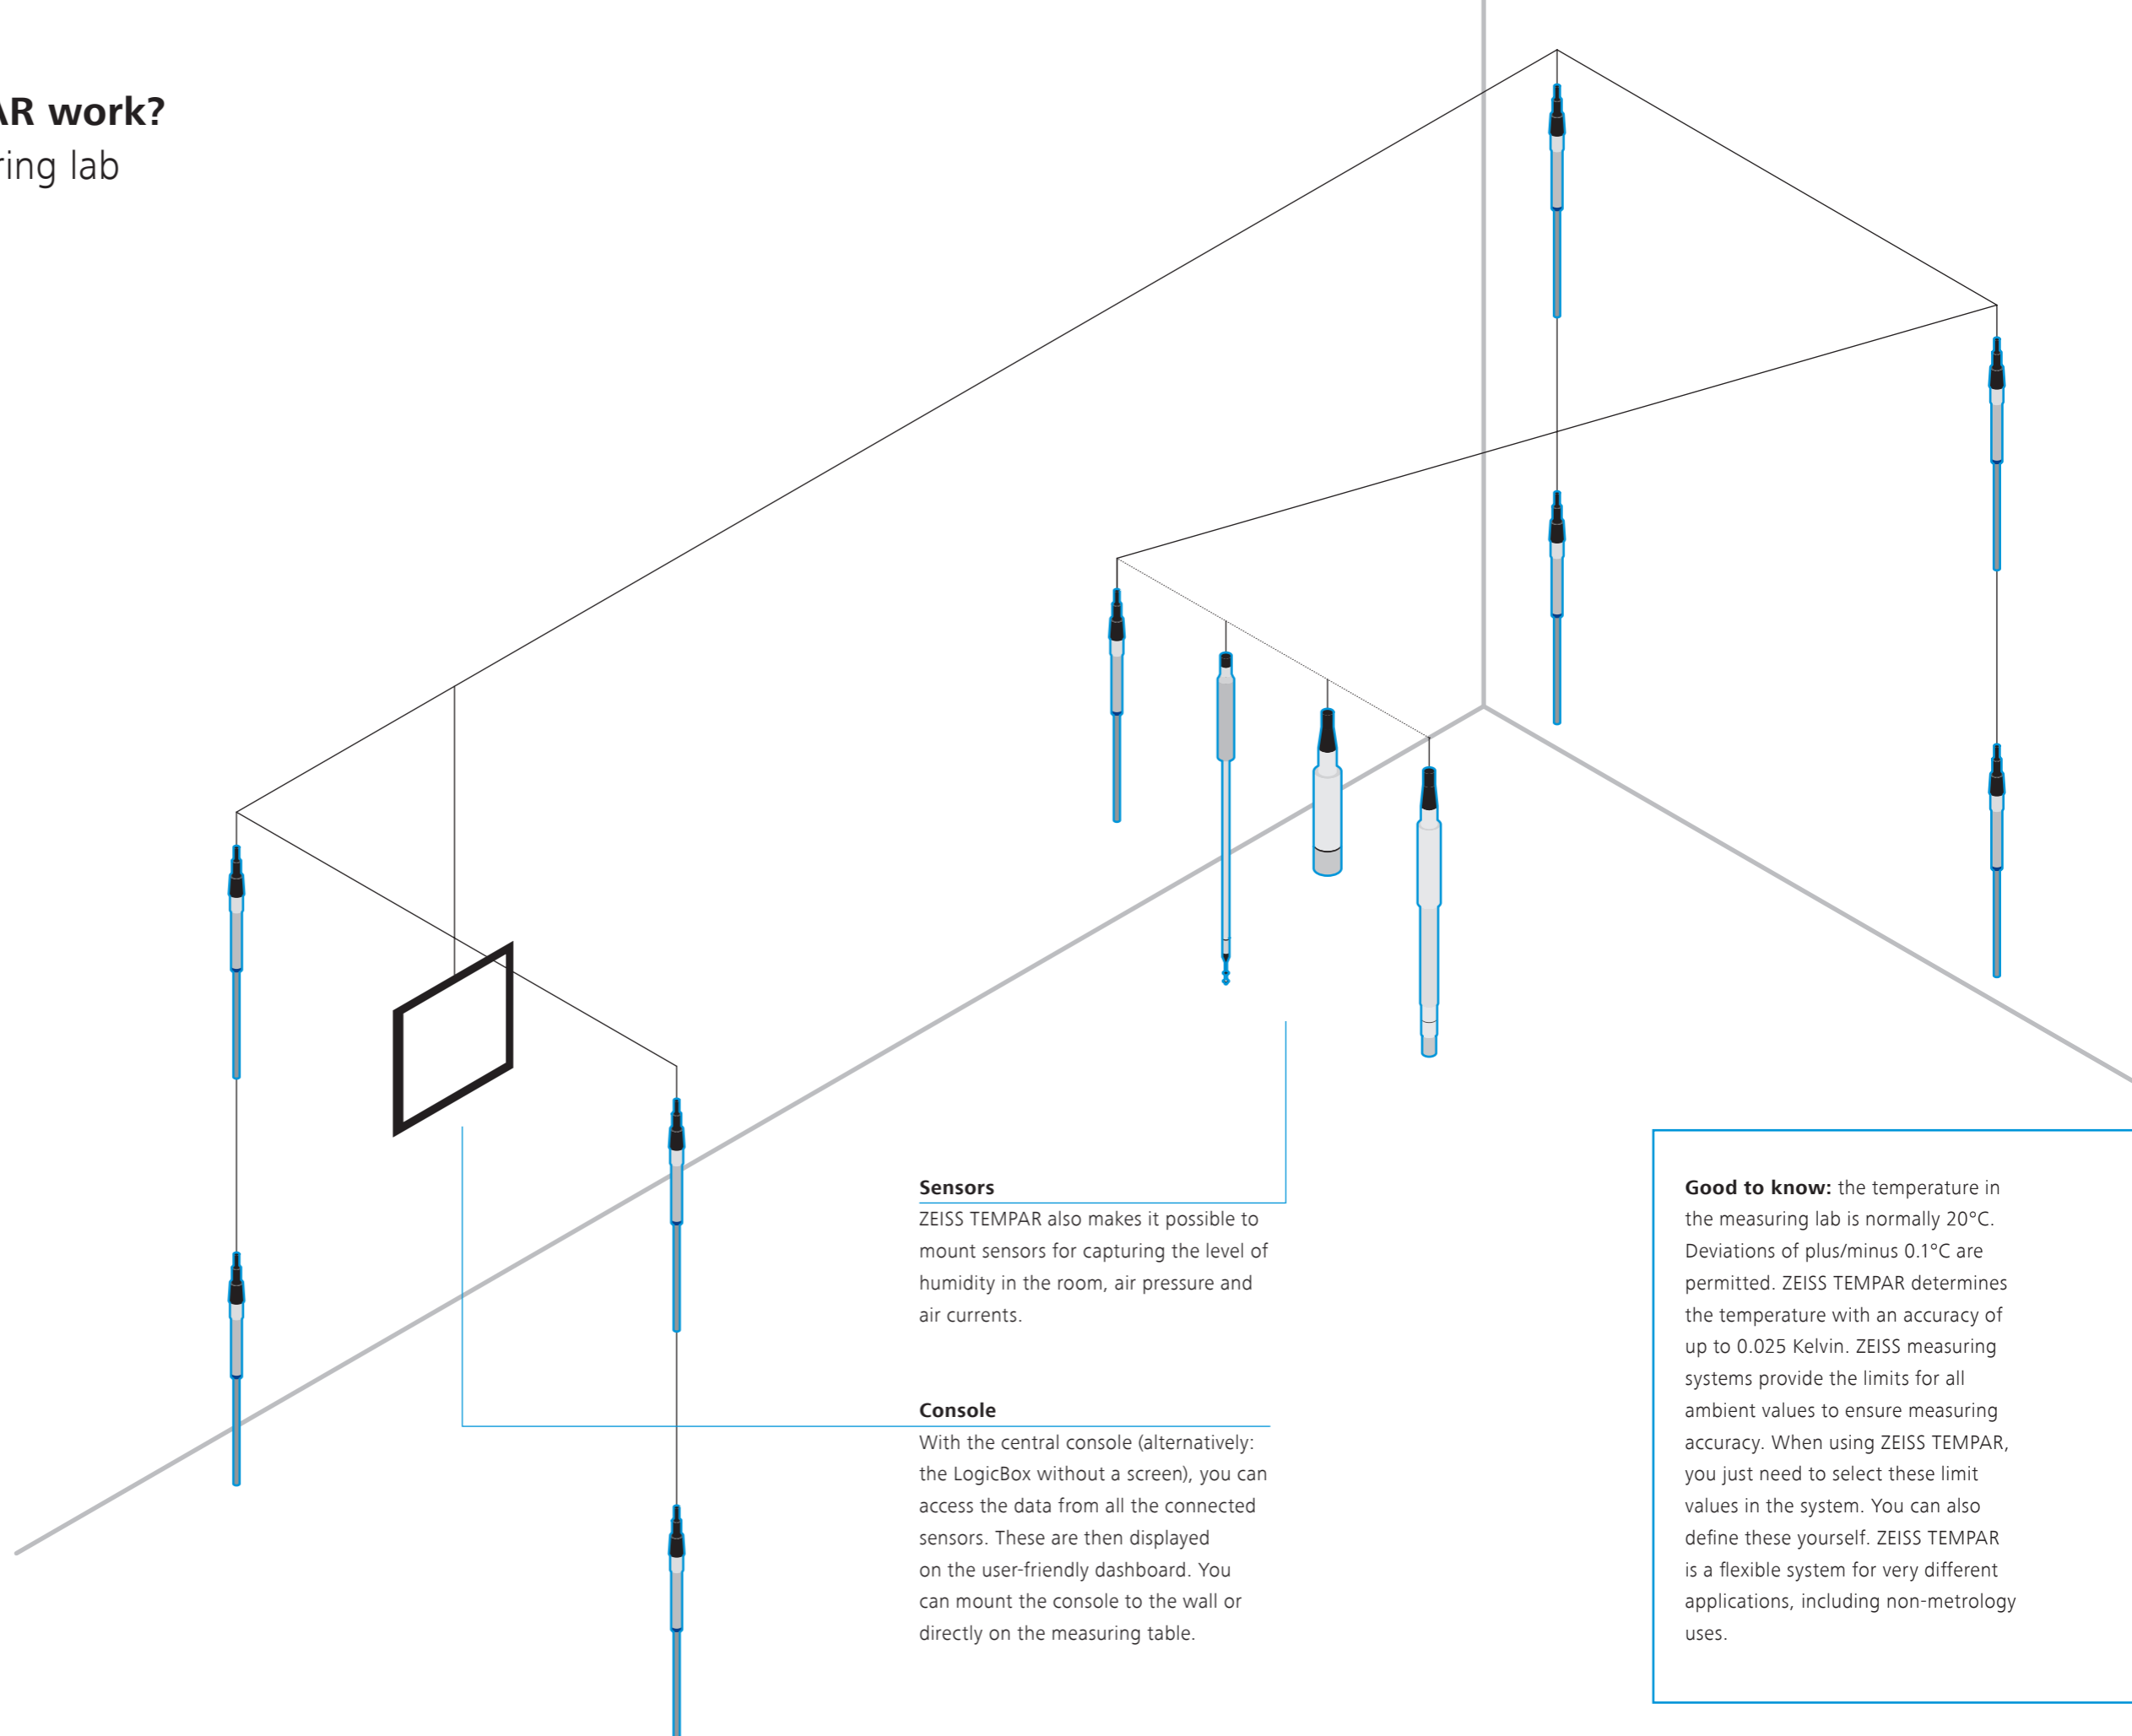 AR work?
ring lab
Sensors
ZEISS TEMPAR also makes it possible to
mount sensors for capturing the level of
humidity in the room, air pressure and
air currents.
Console
With the central console (alternatively:
the LogicBox without a screen), you can
access the data from all the connected
sensors. These are then displayed
on the user-friendly dashboard. You
can mount the console to the wall or
directly on the measuring table.
Good to know: the temperature in
the measuring lab is normally 20°C.
Deviations of plus/minus 0.1°C are
permitted. ZEISS TEMPAR determines
the temperature with an accuracy of
up to 0.025 Kelvin. ZEISS measuring
systems provide the limits for all
ambient values to ensure measuring
accuracy. When using ZEISS TEMPAR,
you just need to select these limit
values in the system. You can also
define these yourself. ZEISS TEMPAR
is a flexible system for very different
applications, including non-metrology
uses.